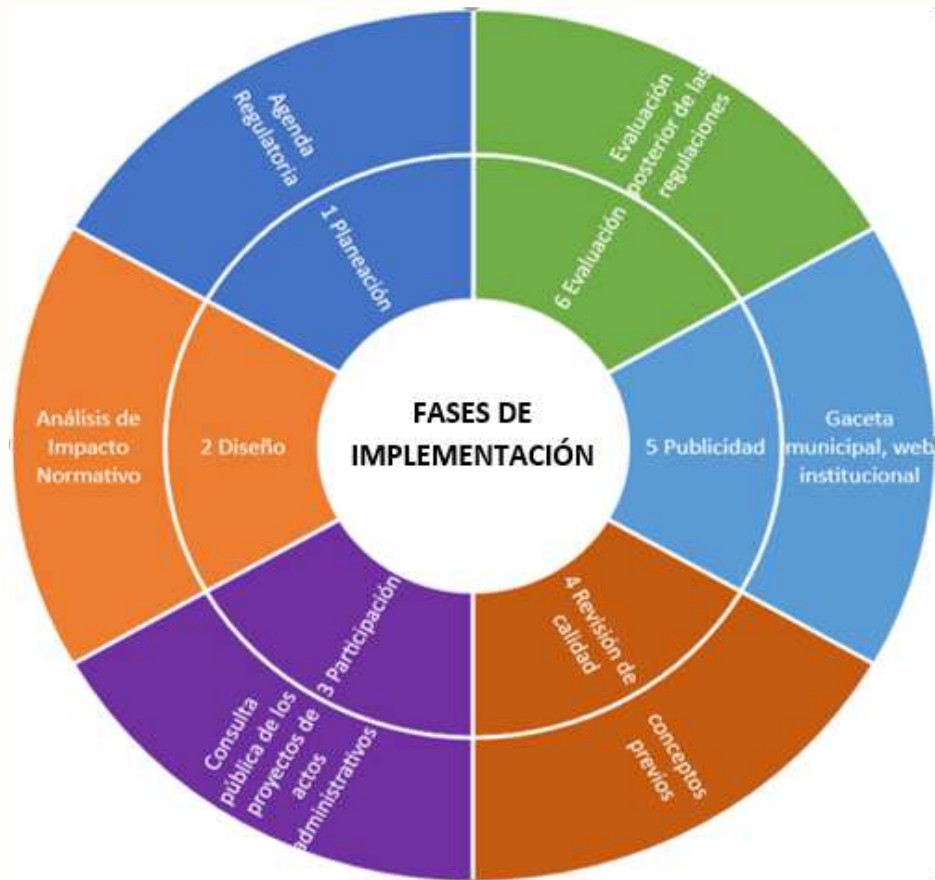 FASES DE
IMPLEMENTACIÓN
1 Planeación
Agenda
Regulatoria
2 Diseño
Análisis de
Impacto
Normativo
3 Participación
Consulta
pública de los
proyectos de
actos
administrativos
4 Revisión de
calidad
conceptos
previos
5 Publicidad
Gaceta
municipal, web
institucional
6 Evaluación
Evaluación
posterior de las
regulaciones